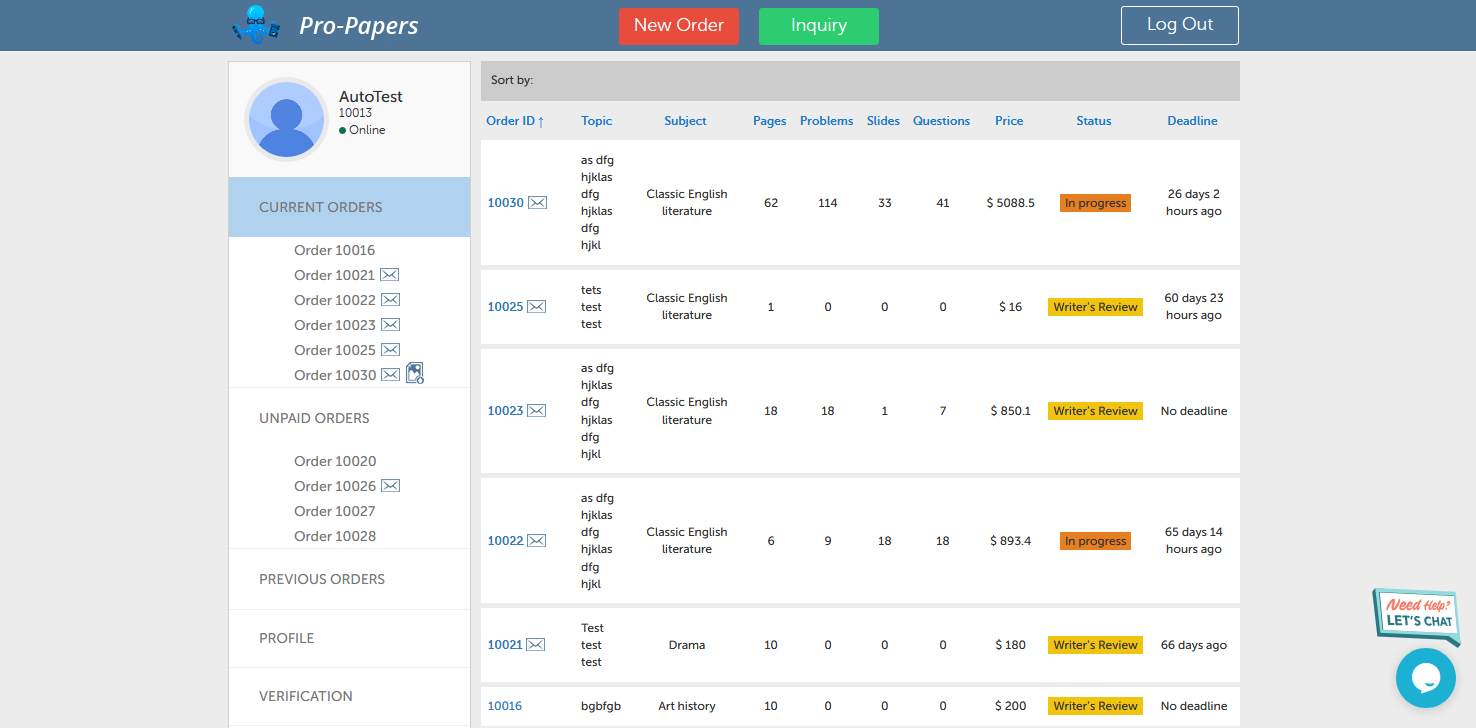 Pro-Papers
New Order
Inquiry
Log Out
AutoTest
10013
Online
CURRENT ORDERS
Order 10016
Order 10021
Order 10022
Order 10023
Order 10025
Order 10030
UNPAID ORDERS
Order 10020
Order 10026
Order 10027
Order 10028
PREVIOUS ORDERS
PROFILE
VERIFICATION
Sort by:
Order ID ↑ Topic Subject Pages Problems Slides Questions Price Status Deadline
10030
as dfg
hjklas
dfg
hjklas
dfg
hjkl
Classic English
literature
62 114 33 41 $ 5088.5 In progress
26 days 2
hours ago
10025
tets
test
test
Classic English
literature
1 0 0 0 $ 16 Writer's Review
60 days 23
hours ago
10023
as dfg
hjklas
dfg
hjklas
dfg
hjkl
Classic English
literature
18 18 1 7 $ 850.1 Writer's Review No deadline
10022
as dfg
hjklas
dfg
hjklas
dfg
hjkl
Classic English
literature
6 9 18 18 $ 893.4 In progress
65 days 14
hours ago
10021
Test
test
test
Drama 10 0 0 0 $ 180 Writer's Review 66 days ago
10016 bgbfgb Art history 10 0 0 0 $ 200 Writer's Review No deadline
Need Help?
LET'S CHAT